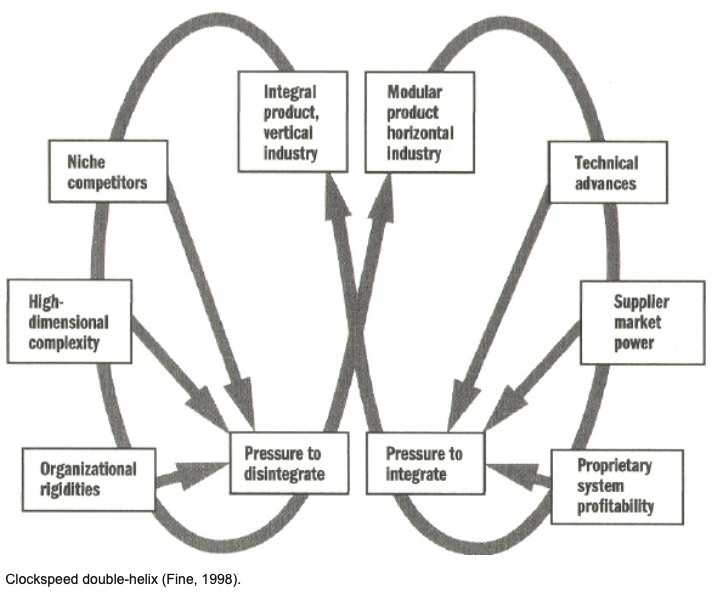 Integral
product,
vertical
industry
Modular
product
horizontal
industry
Niche
competitors
Technical
advances
High-
dimensional
complexity
Supplier
market
power
Organizational
rigidities
Pressure to
disintegrate
Pressure to
integrate
Proprietary
system
profitability
Clockspeed double-helix (Fine, 1998).